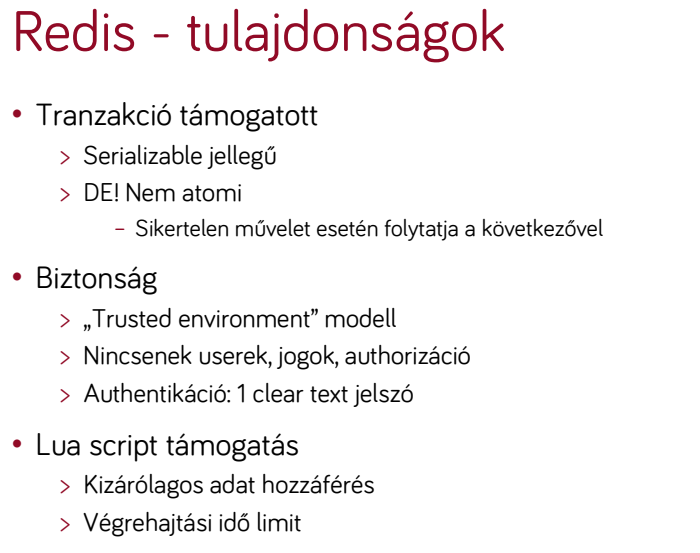 Redis - tulajdonságok
• Tranzakció támogatott
> Serializable jellegű
> DE! Nem atomi
– Sikertelen művelet esetén folytatja a következővel
• Biztonság
> „Trusted environment” modell
> Nincsenek userek, jogok, authorizáció
> Authentikáció: 1 clear text jelszó
• Lua script támogatás
> Kizárólagos adat hozzáférés
> Végrehajtási idő limit